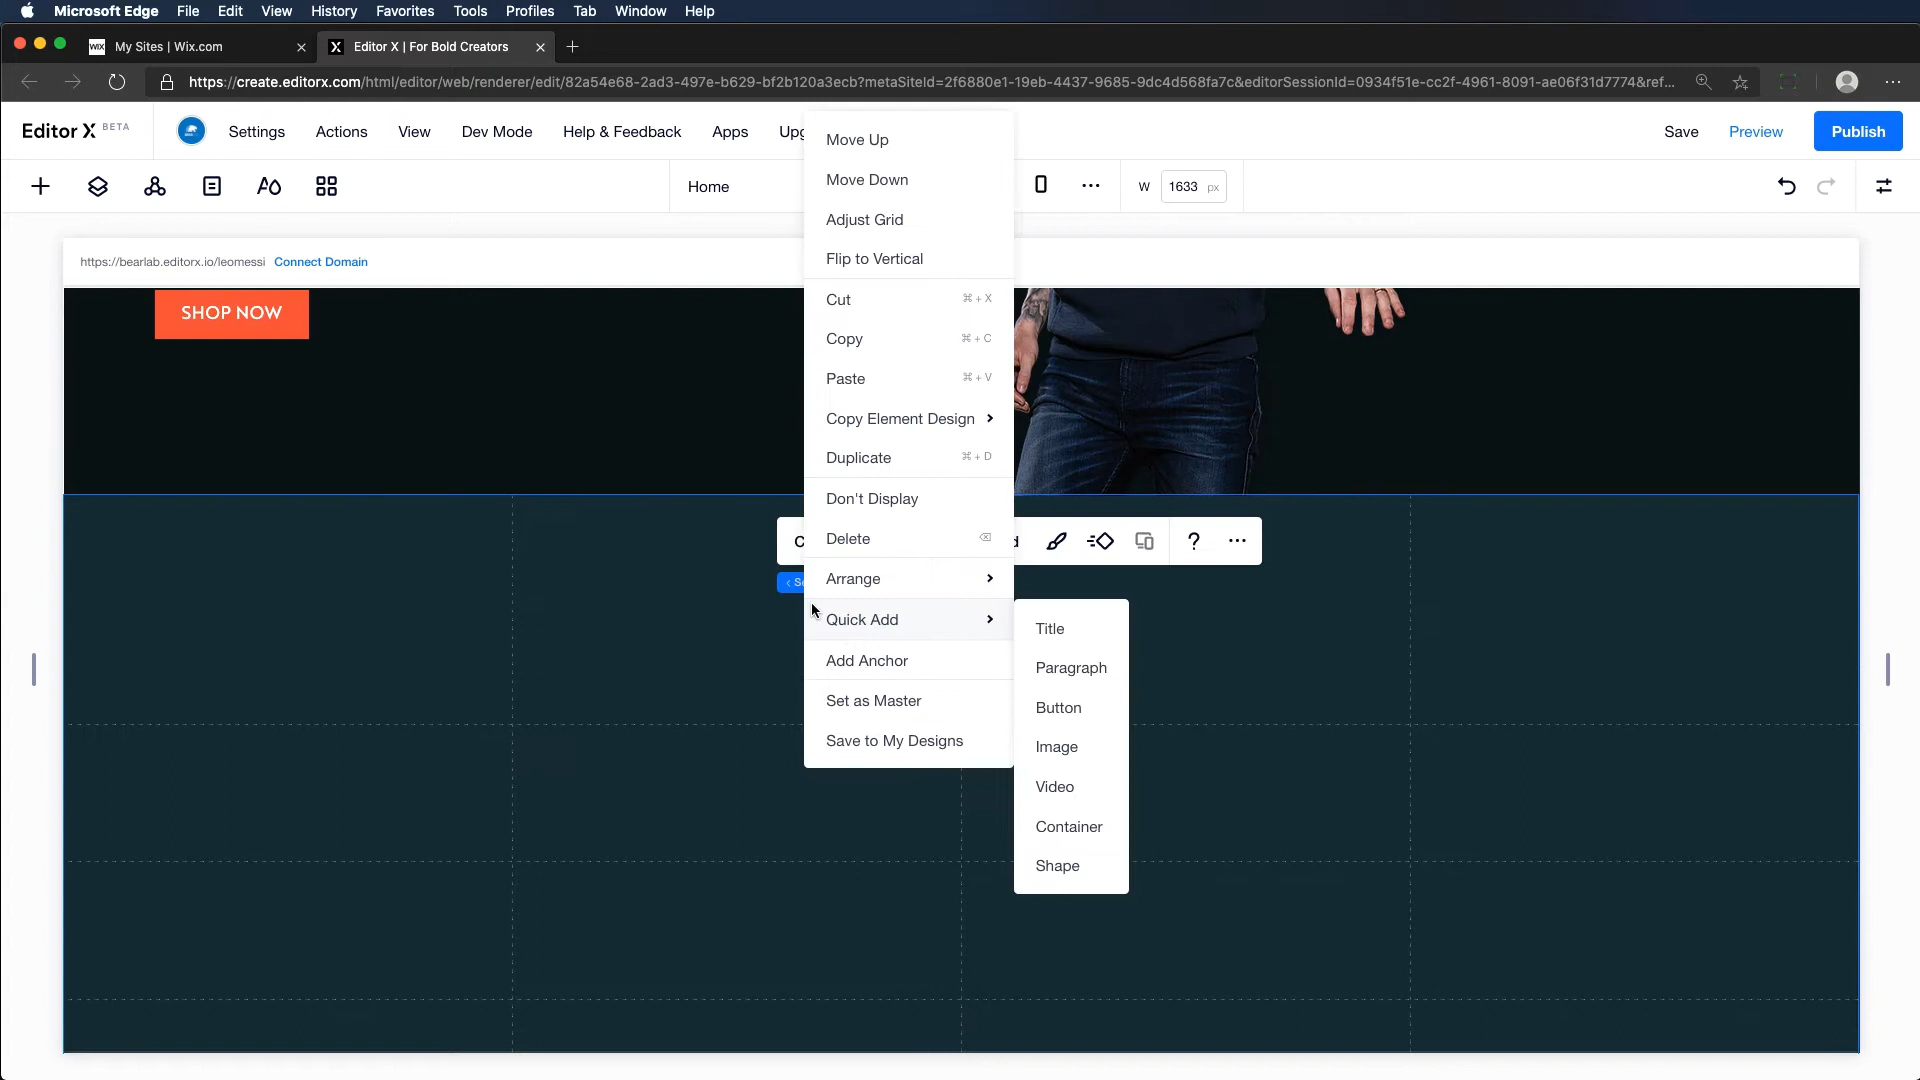 Microsoft Edge File Edit View History Favorites Tools Profiles Tab Window Help
WIX My Sites | Wix.com
X Editor X | For Bold Creators
https://create.editorx.com/html/editor/web/renderer/edit/82a54e68-2ad3-497e-b629-bf2b120a3ecb?metaSiteId=2f6880e1-19eb-4437-9685-9dc4d568fa7c&editorSessionId=0934f51e-cc2f-4961-8091-ae06f31d7774&ref...
Editor X BETA Settings Actions View Dev Mode Help & Feedback Apps Upg Save Preview Publish
Home W 1633 px
https://bearlab.editorx.io/leomessi Connect Domain
SHOP NOW
Move Up
Move Down
Adjust Grid
Flip to Vertical
Cut ⌘ + X
Copy ⌘ + C
Paste ⌘ + V
Copy Element Design
Duplicate ⌘ + D
Don't Display
Delete
Arrange
Quick Add
Add Anchor
Set as Master
Save to My Designs
Title
Paragraph
Button
Image
Video
Container
Shape